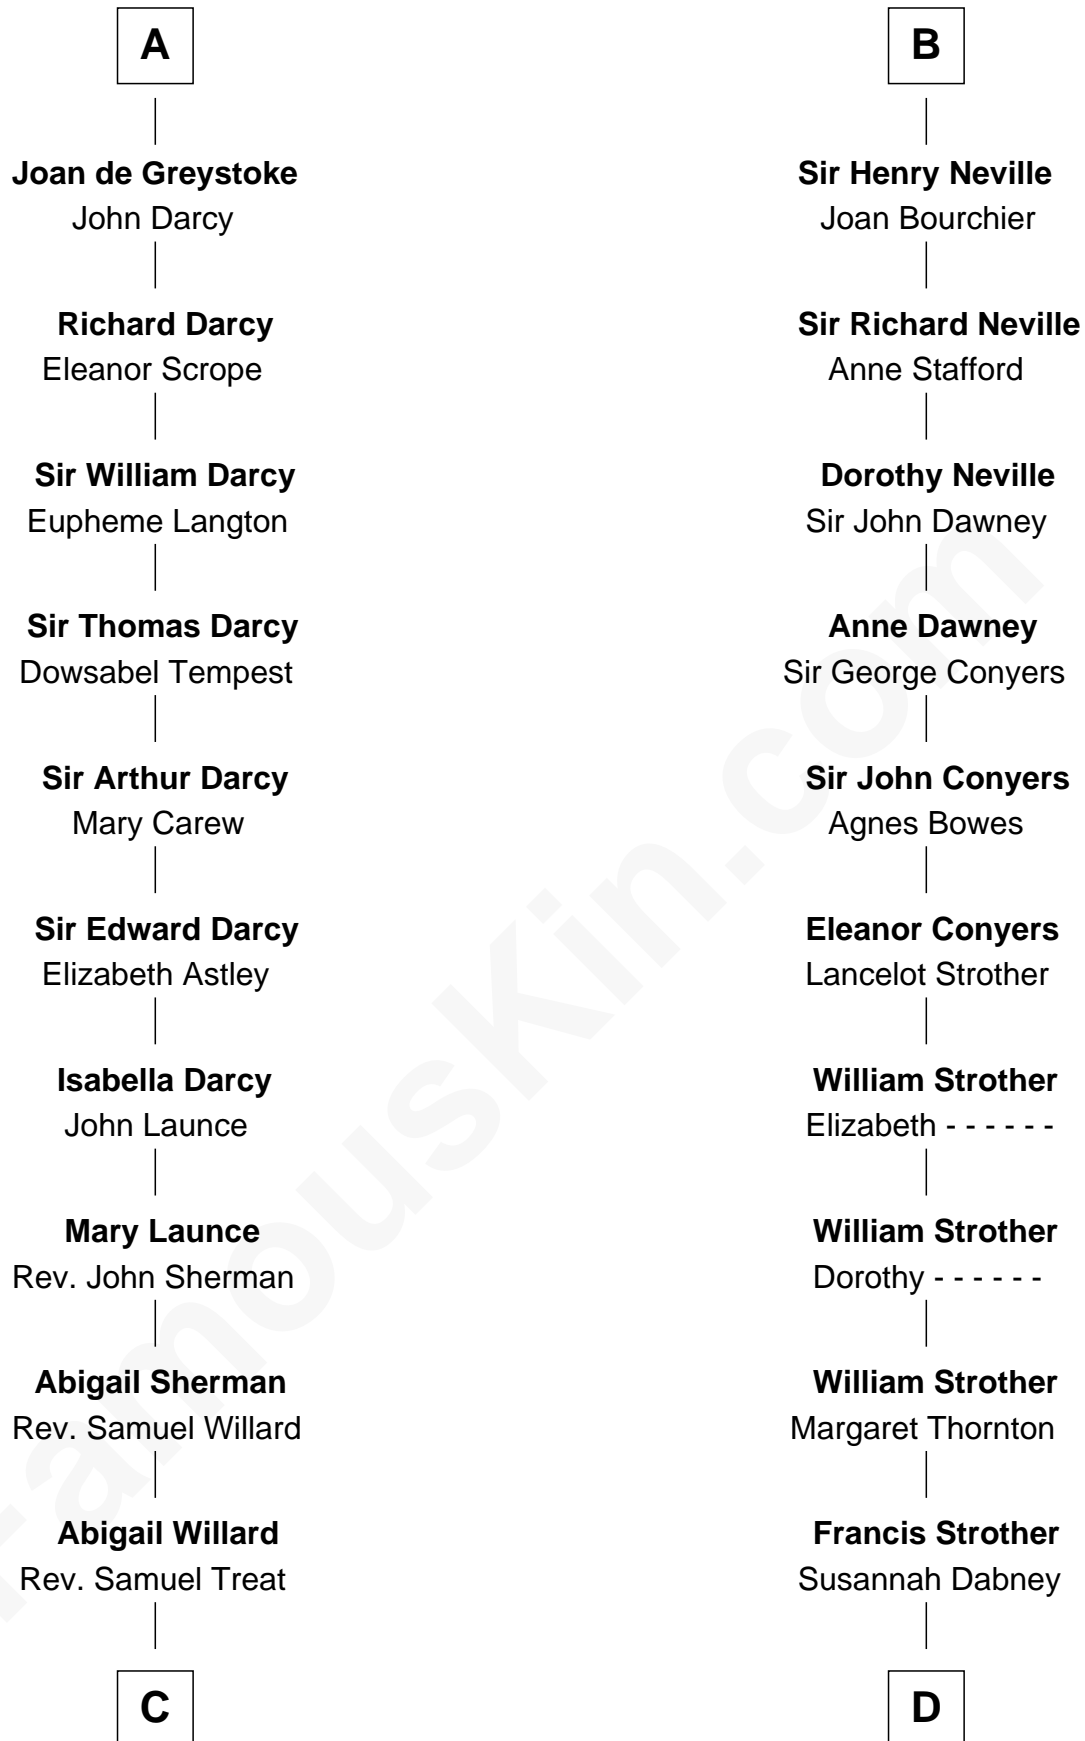 A
Joan de Greystoke
John Darcy
Richard Darcy
Eleanor Scrope
Sir William Darcy
Eupheme Langton
Sir Thomas Darcy
Dowsabel Tempest
Sir Arthur Darcy
Mary Carew
Sir Edward Darcy
Elizabeth Astley
Isabella Darcy
John Launce
Mary Launce
Rev. John Sherman
Abigail Sherman
Rev. Samuel Willard
Abigail Willard
Rev. Samuel Treat
C
B
Sir Henry Neville
Joan Bourchier
Sir Richard Neville
Anne Stafford
Dorothy Neville
Sir John Dawney
Anne Dawney
Sir George Conyers
Sir John Conyers
Agnes Bowes
Eleanor Conyers
Lancelot Strother
William Strother
Elizabeth - - - - - -
William Strother
Dorothy - - - - - -
William Strother
Margaret Thornton
Francis Strother
Susannah Dabney
D
FamousKin.com